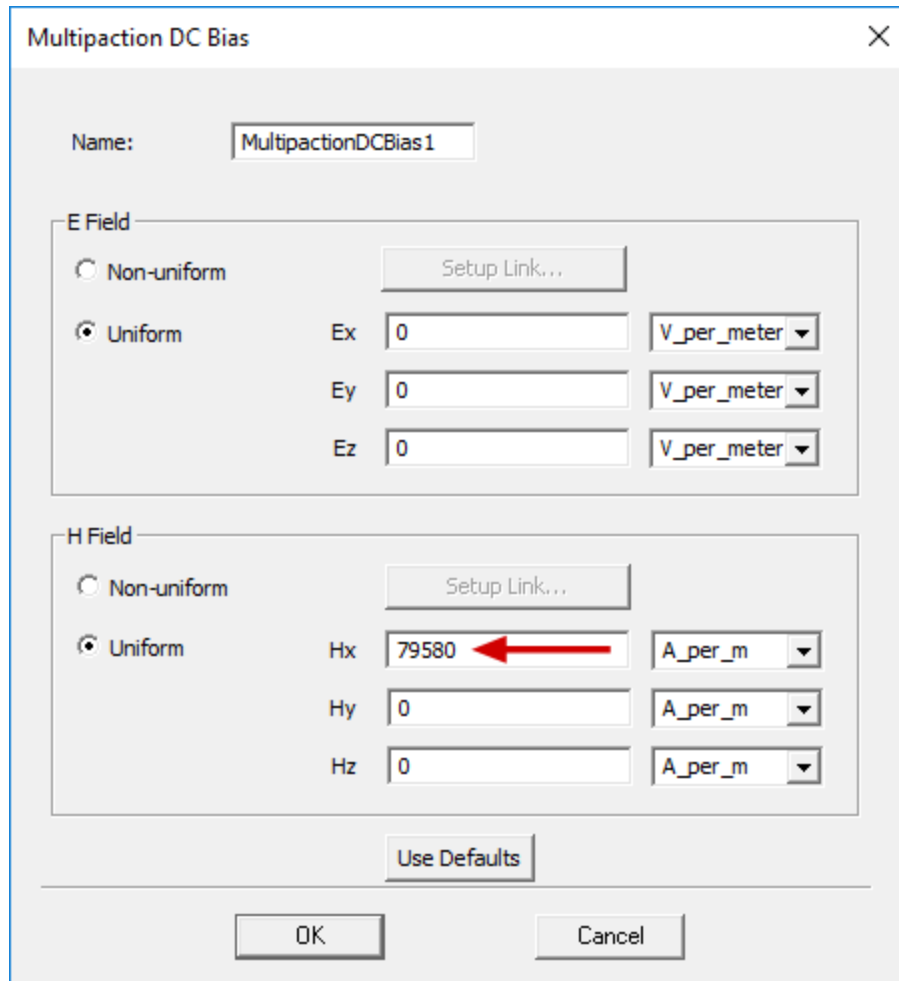 Multipaction DC Bias
Name: MultipactionDCBias1
E Field
Non-uniform Setup Link...
Uniform Ex 0 V_per_meter
Ey 0 V_per_meter
Ez 0 V_per_meter
H Field
Non-uniform Setup Link...
Uniform Hx 79580 A_per_m
Hy 0 A_per_m
Hz 0 A_per_m
Use Defaults
OK Cancel